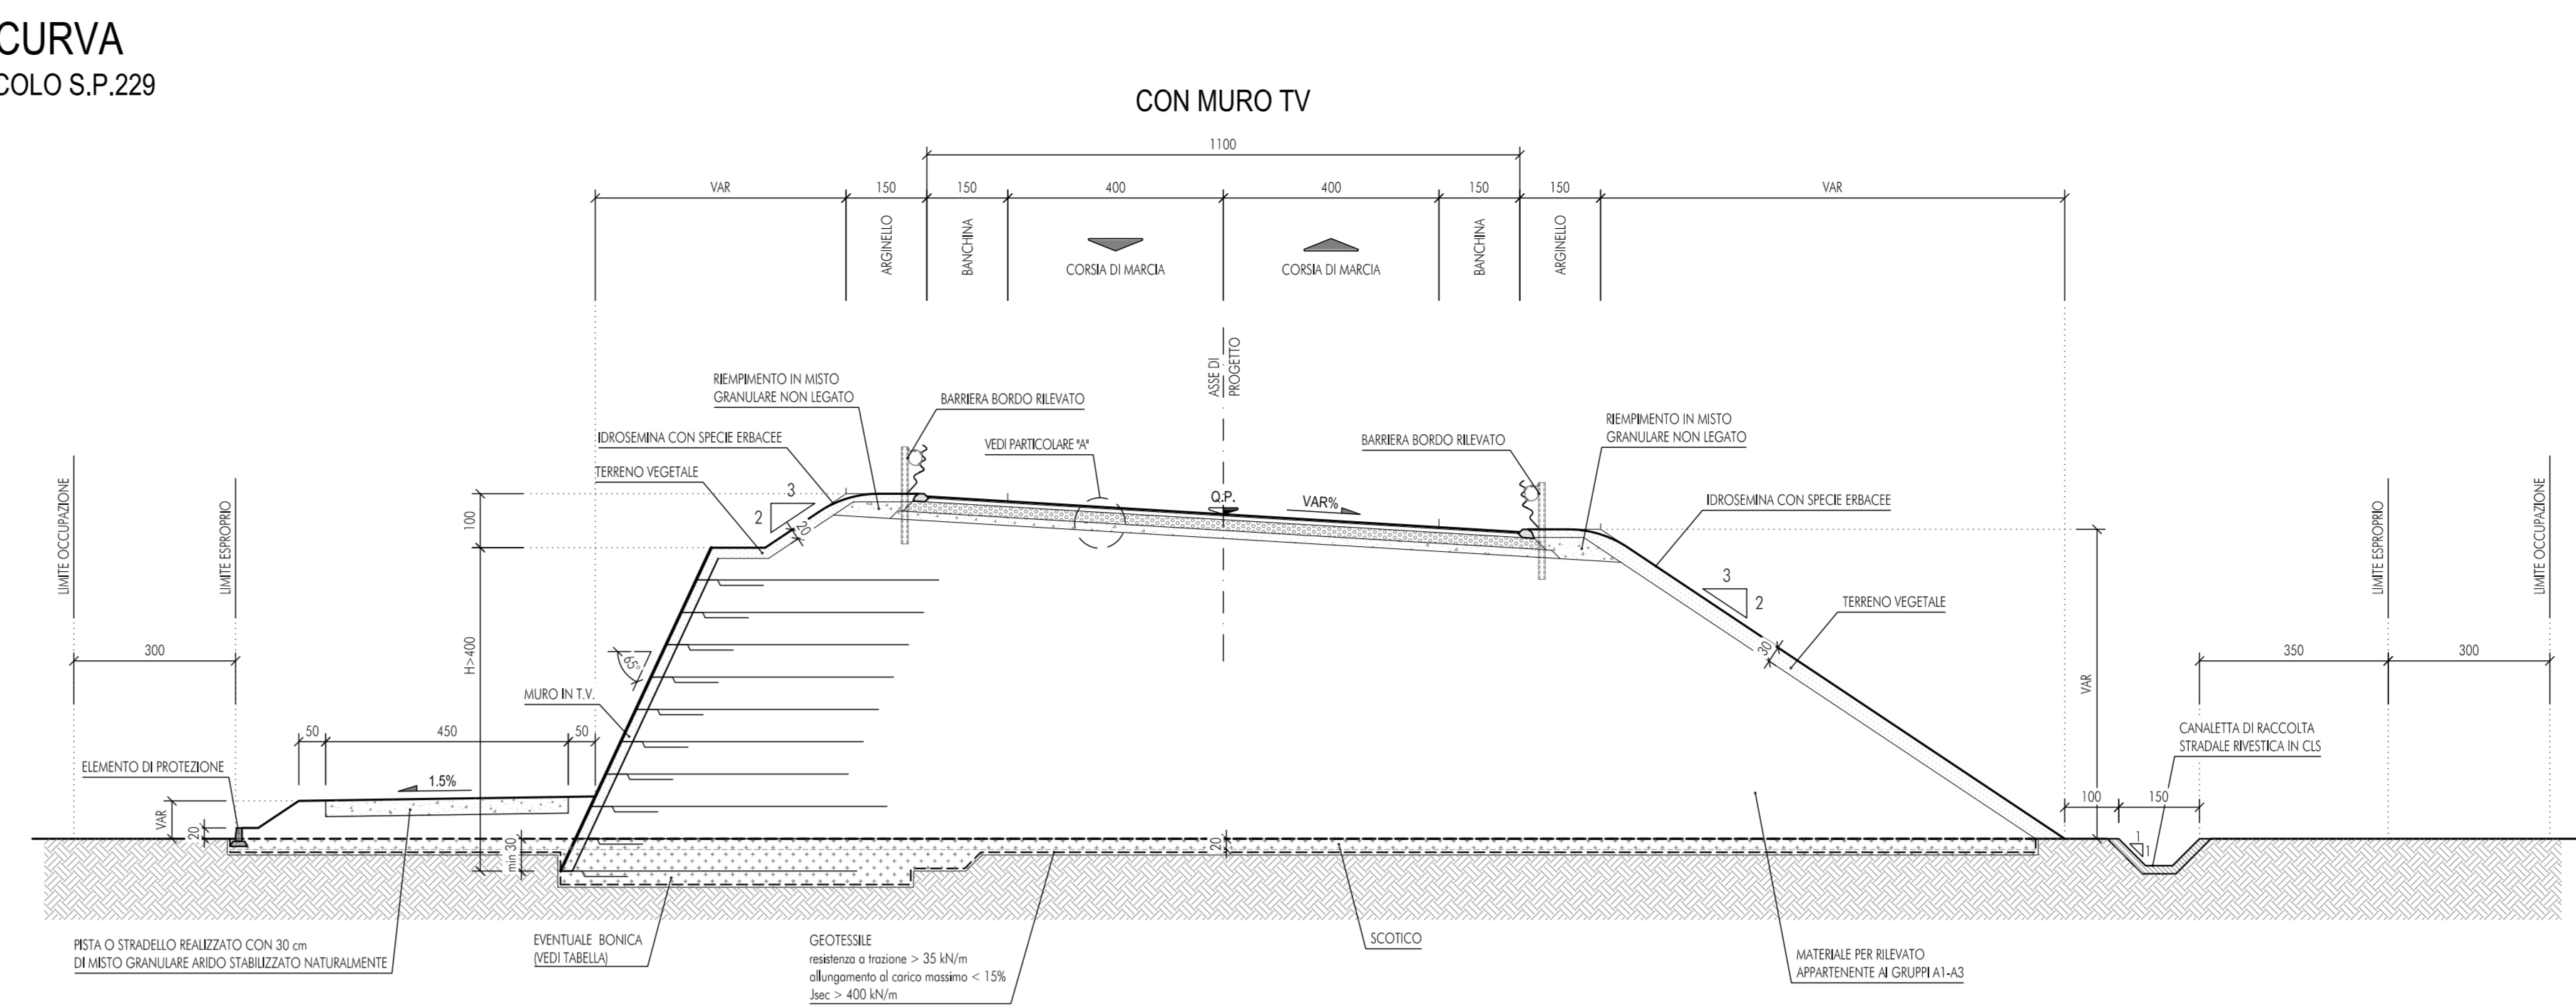 CURVA
COLO S.P.229
CON MURO TV
1100
VAR
150
150
400
400
150
150
VAR
ARGINELLO
BANCHINA
CORSIA DI MARCIA
CORSIA DI MARCIA
BANCHINA
ARGINELLO
ASSE DI
PROGETTO
RIEMPIMENTO IN MISTO
GRANULARE NON LEGATO
BARRIERA BORDO RILEVATO
IDROSEMINA CON SPECIE ERBACEE
VEDI PARTICOLARE "A"
TERRENO VEGETALE
BARRIERA BORDO RILEVATO
RIEMPIMENTO IN MISTO
GRANULARE NON LEGATO
IDROSEMINA CON SPECIE ERBACEE
TERRENO VEGETALE
LIMITE OCCUPAZIONE
LIMITE ESPROPRIO
LIMITE ESPROPRIO
LIMITE OCCUPAZIONE
3
2
20
Q.P.
VAR%
3
2
30
100
H>400
65°
MURO IN T.V.
300
350
300
VAR
50
450
50
ELEMENTO DI PROTEZIONE
1.5%
VAR
20
min 30
20
CANALETTA DI RACCOLTA
STRADALE RIVESTICA IN CLS
100
150
1
1
PISTA O STRADELLO REALIZZATO CON 30 cm
DI MISTO GRANULARE ARIDO STABILIZZATO NATURALMENTE
EVENTUALE BONICA
(VEDI TABELLA)
GEOTESSILE
resistenza a trazione > 35 kN/m
allungamento al carico massimo < 15%
Jsec > 400 kN/m
SCOTICO
MATERIALE PER RILEVATO
APPARTENENTE AI GRUPPI A1-A3